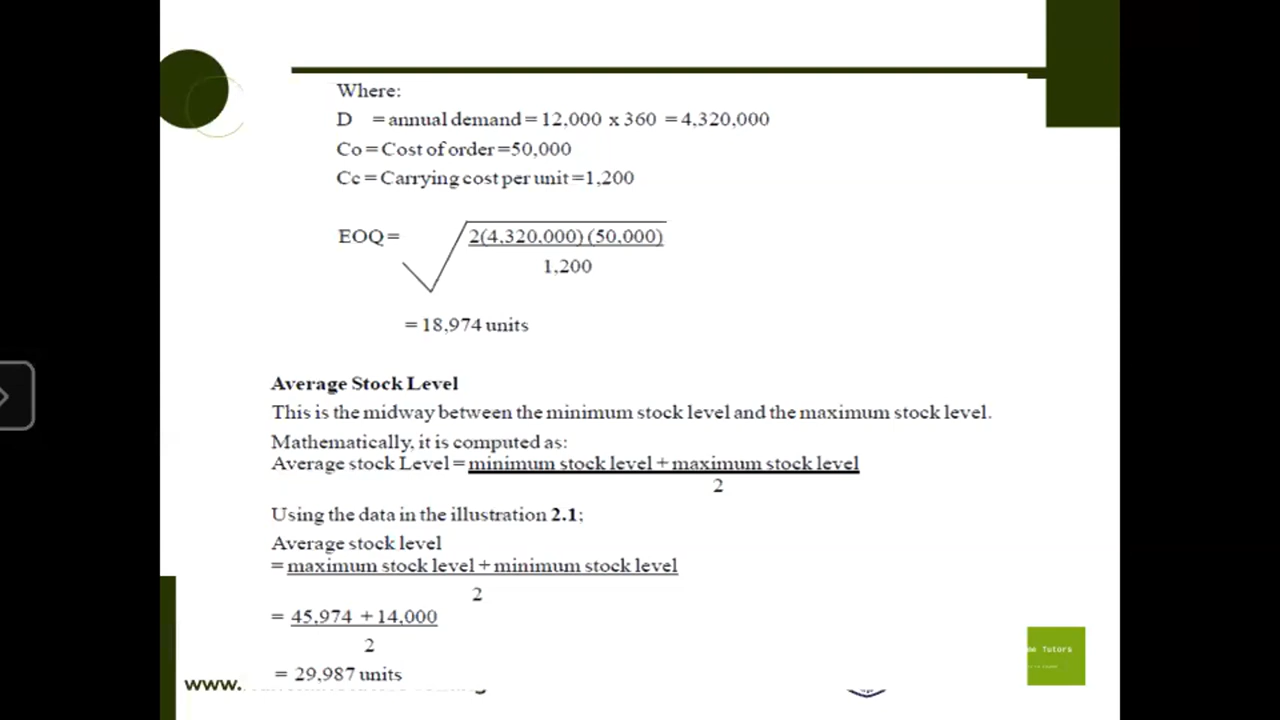 Where:
D = annual demand = 12,000 x 360 = 4,320,000
Co = Cost of order =50,000
Cc = Carrying cost per unit =1,200
EOQ = 2(4,320,000) (50,000)
1,200
= 18,974 units
Average Stock Level
This is the midway between the minimum stock level and the maximum stock level.
Mathematically, it is computed as:
Average stock Level = minimum stock level + maximum stock level
2
Using the data in the illustration 2.1;
Average stock level
= maximum stock level + minimum stock level
2
= 45,974 + 14,000
2
= 29,987 units
www.
Tutors